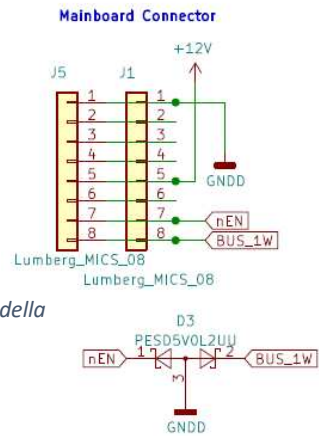 Mainboard Connector
+12V
J5
J1
1
1
2
2
3
3
4
4
5
5
6
6
7
7
8
8
GNDD
nEN
BUS_1W
Lumberg_MICS_08
Lumberg_MICS_08
della
D3
PESD5V0L2UU
nEN
1
2
BUS_1W
3
GNDD